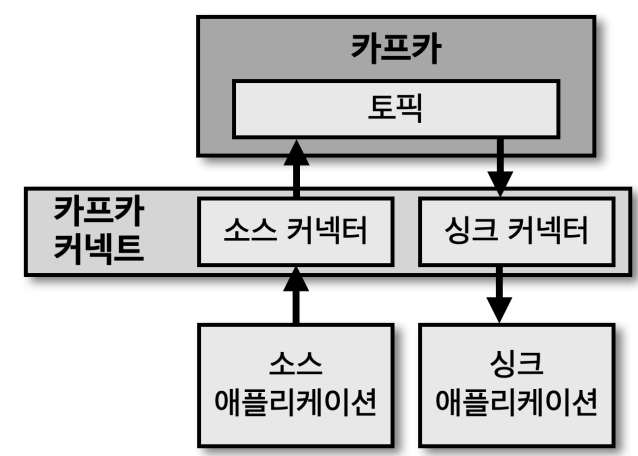 카프카
토픽
카프카
커넥트
소스 커넥터
싱크 커넥터
소스
애플리케이션
싱크
애플리케이션